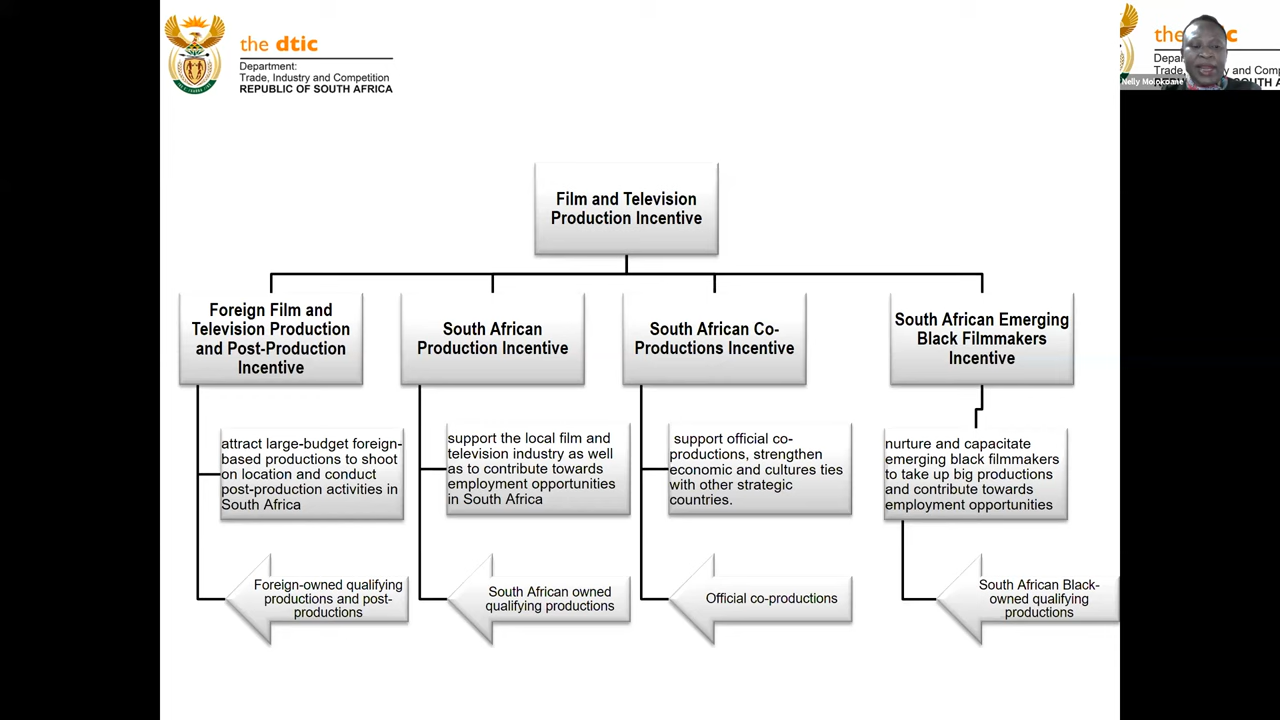 the dtic
Department:
Trade, Industry and Competition
REPUBLIC OF SOUTH AFRICA
the
Nelly Molokoane
Film and Television
Production Incentive
Foreign Film and
Television Production
and Post-Production
Incentive
South African
Production Incentive
South African Co-
Productions Incentive
South African Emerging
Black Filmmakers
Incentive
attract large-budget foreign-
based productions to shoot
on location and conduct
post-production activities in
South Africa
support the local film and
television industry as well
as to contribute towards
employment opportunities
in South Africa
support official co-
productions, strengthen
economic and cultures ties
with other strategic
countries.
nurture and capacitate
emerging black filmmakers
to take up big productions
and contribute towards
employment opportunities
Foreign-owned qualifying
productions and post-
productions
South African owned
qualifying productions
Official co-productions
South African Black-
owned qualifying
productions